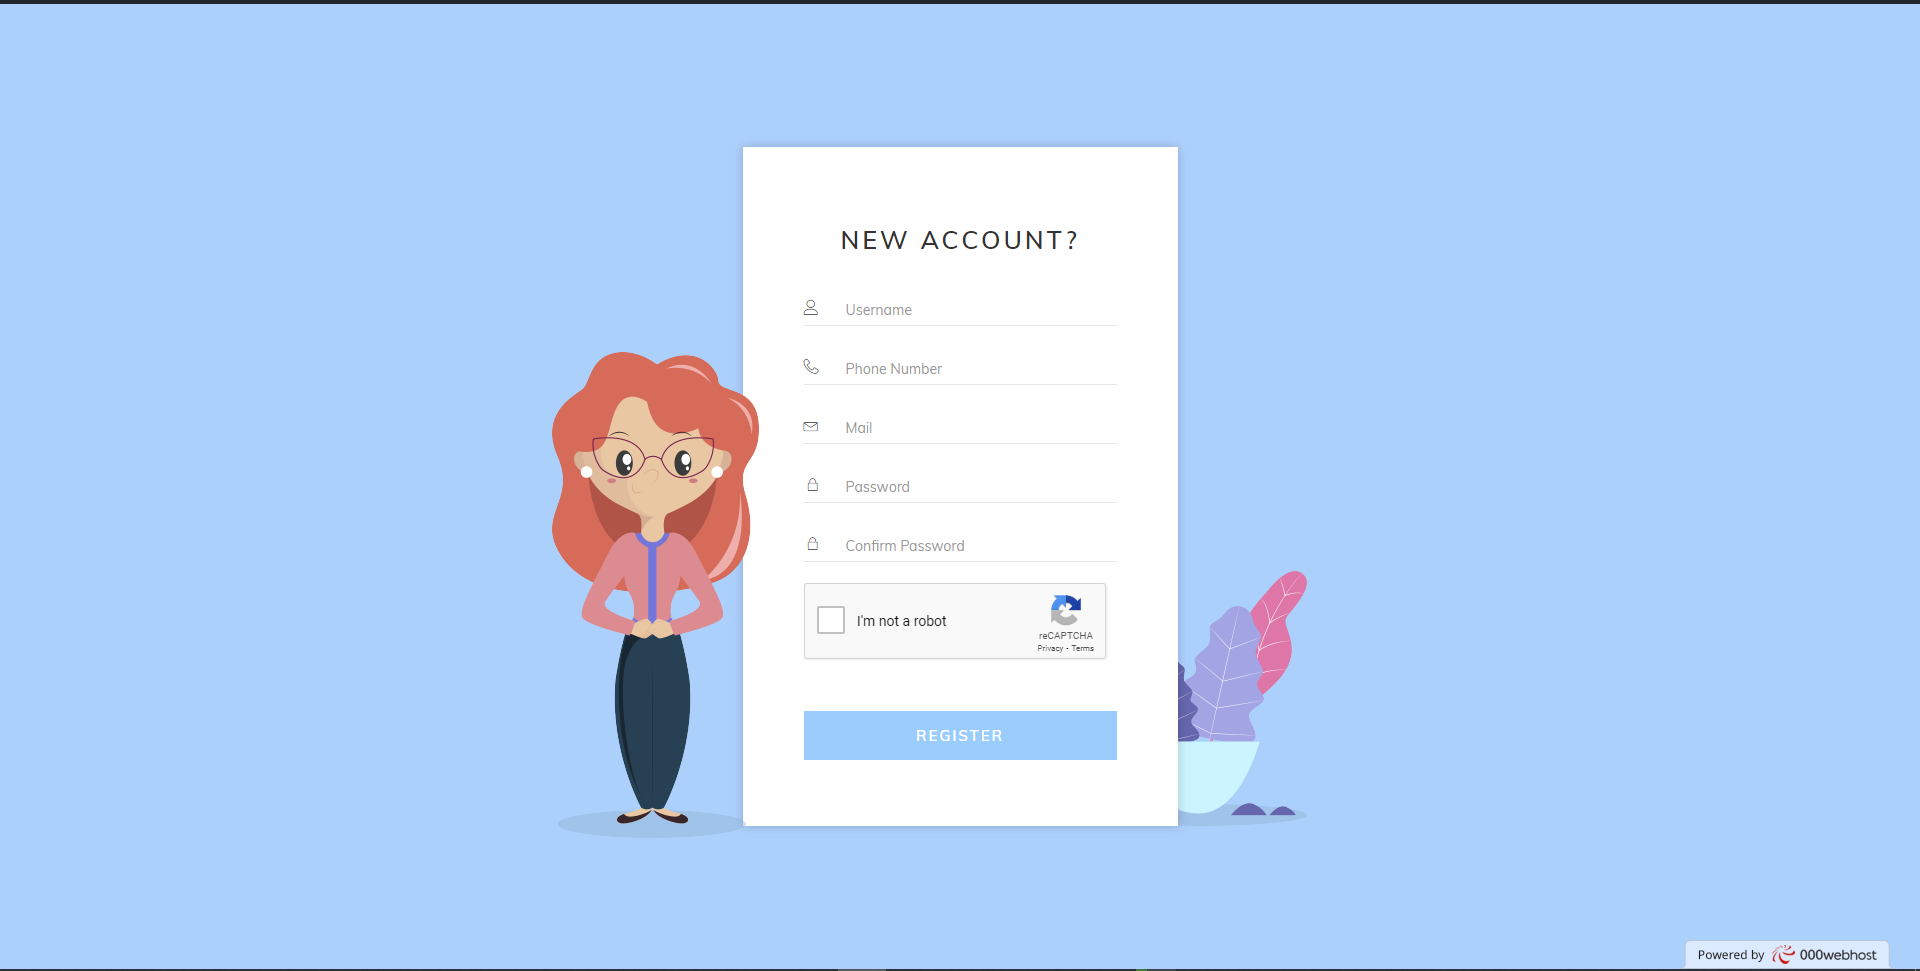 NEW ACCOUNT?
Username
Phone Number
Mail
Password
Confirm Password
I'm not a robot
reCAPTCHA
Privacy - Terms
REGISTER
Powered by 000webhost